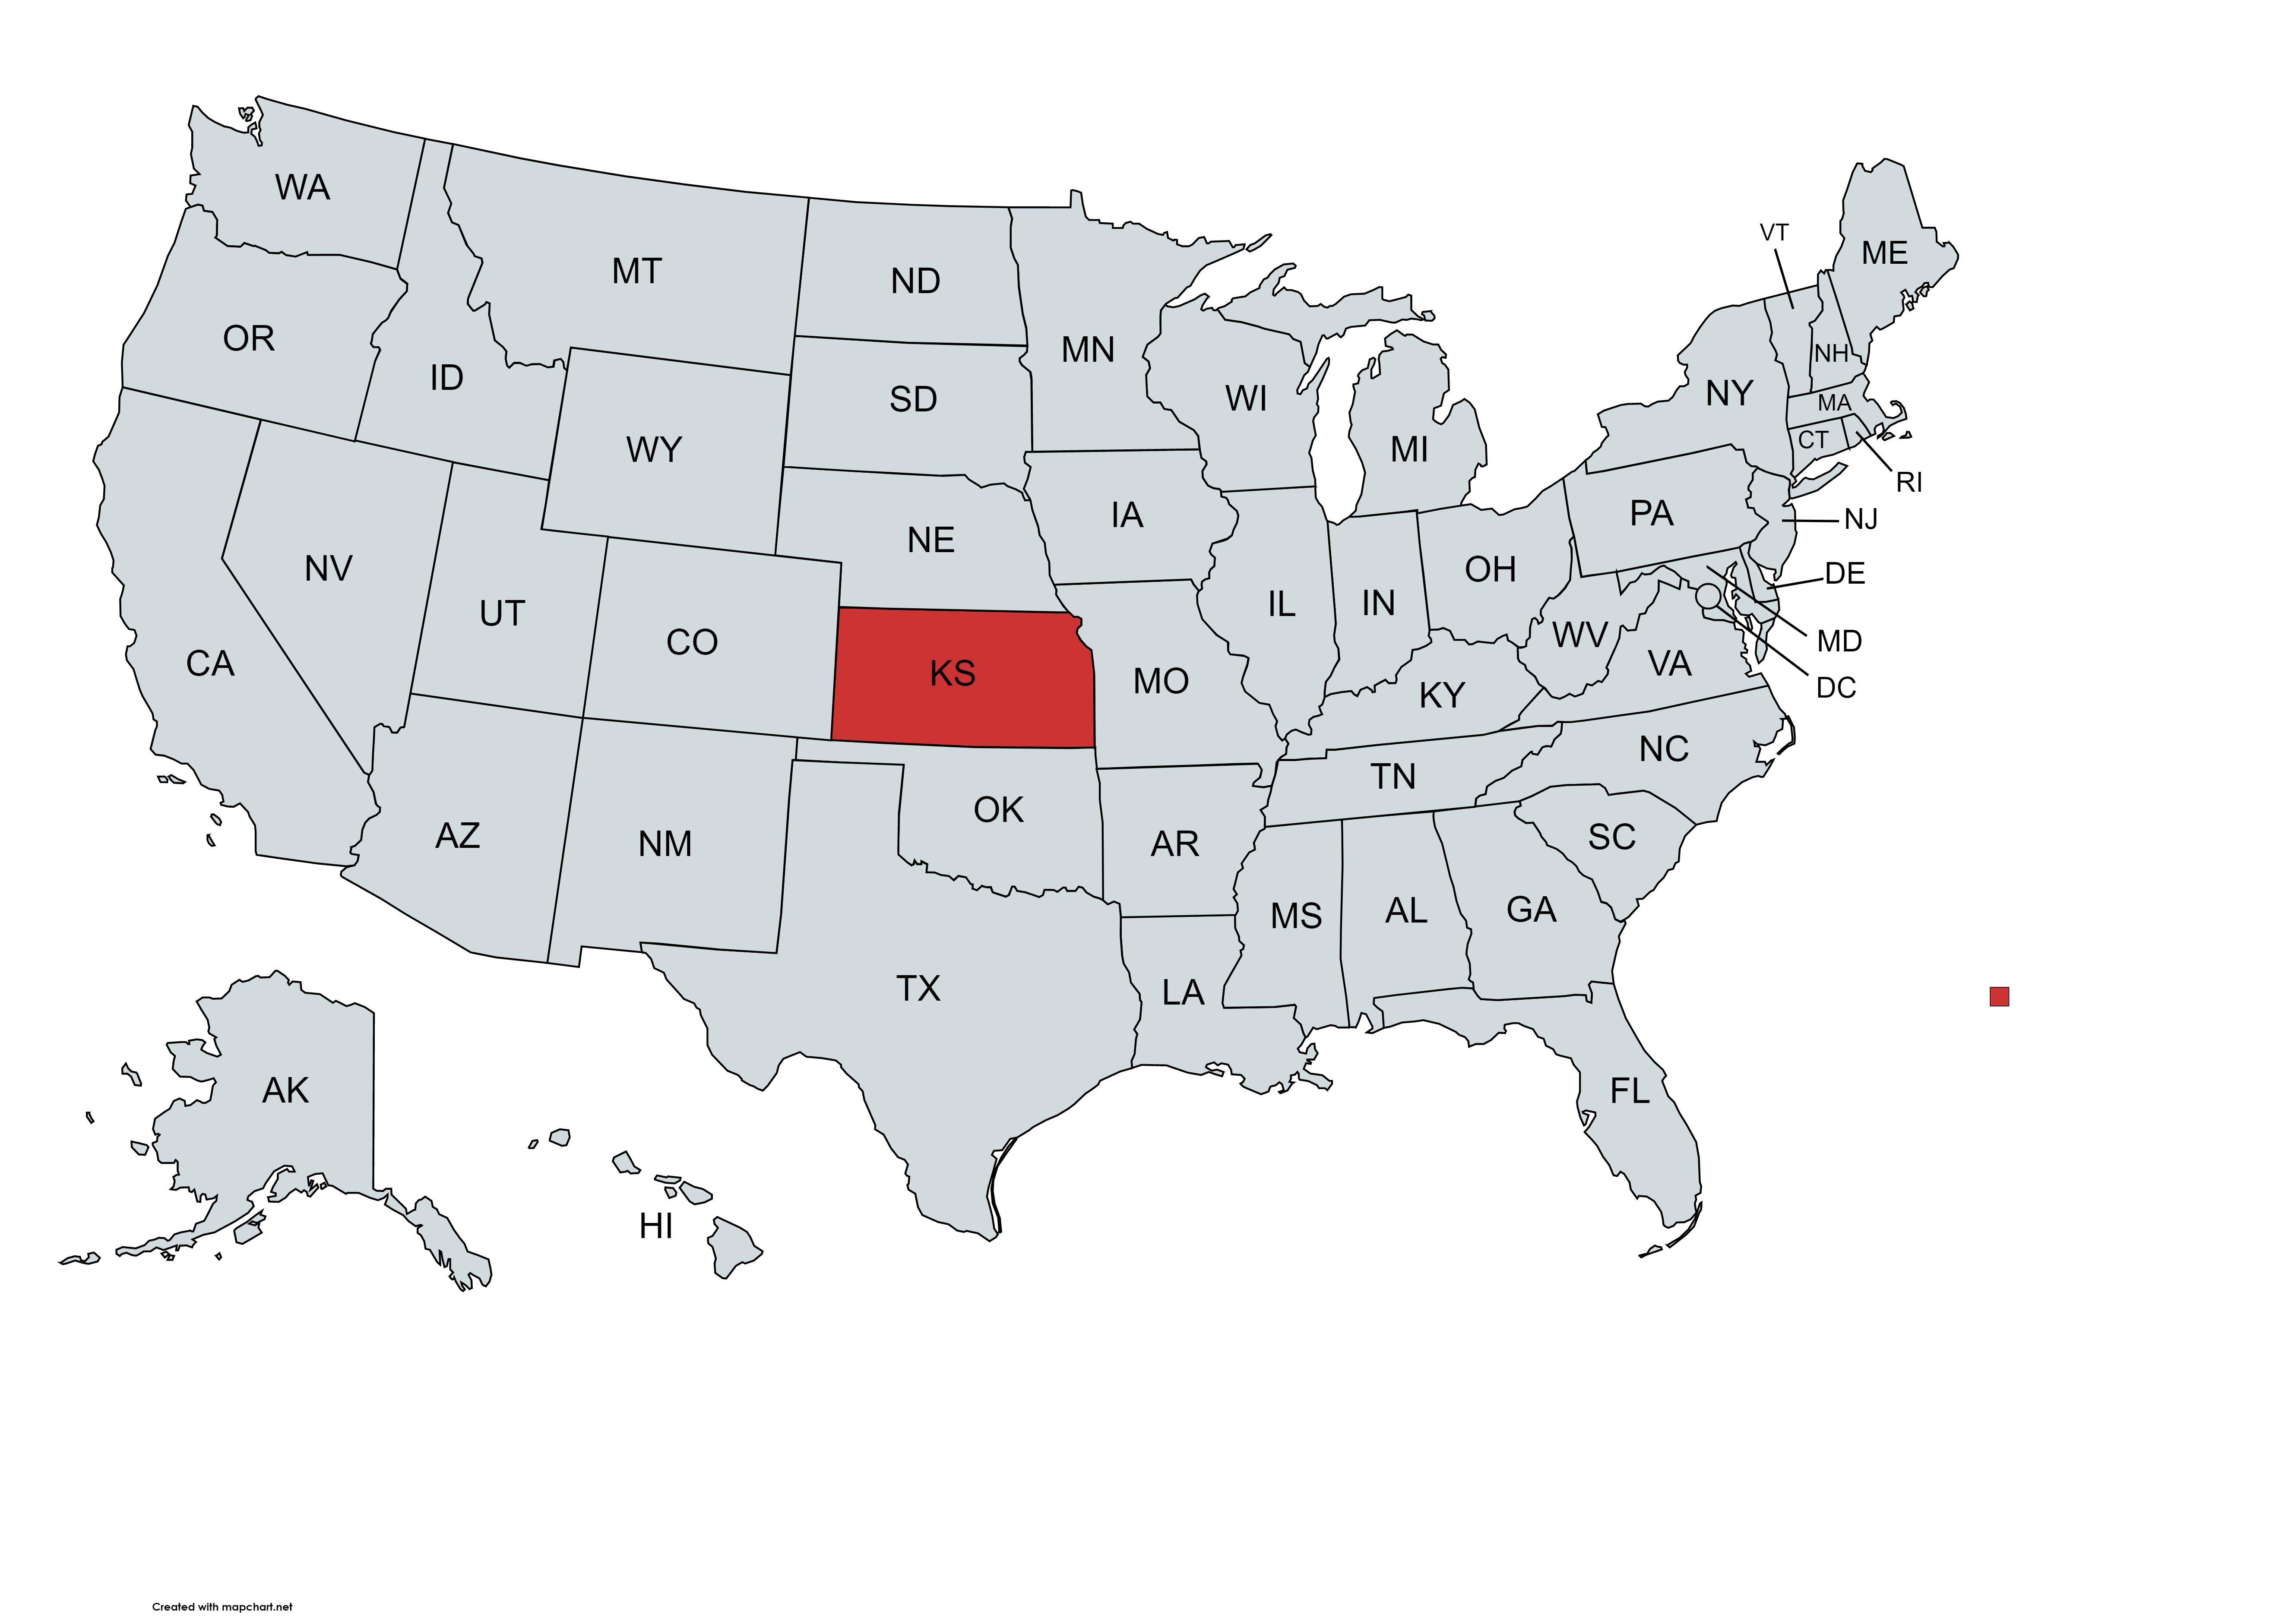 WA
MT
ND
MN
VT
ME
OR
ID
SD
WI
NH
NY
MA
WY
MI
CT
RI
NE
IA
PA
NJ
NV
UT
CO
IL
IN
OH
DE
WV
MD
CA
KS
MO
KY
VA
DC
AZ
NM
OK
AR
TN
NC
SC
MS
AL
GA
TX
LA
AK
FL
HI
Created with mapchart.net